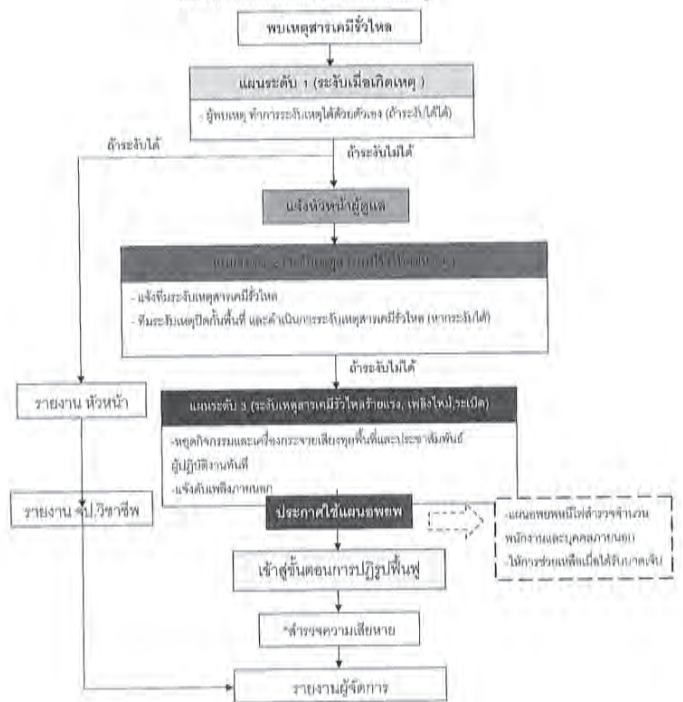 พบเหตุสารเคมีรั่วไหล
แผนระดับ 1 (ระงับเมื่อเกิดเหตุ )
- ผู้พบเหตุ ทำการระงับเหตุได้ด้วยตัวเอง (ถ้าระงับได้ได้)
ถ้าระงับได้
ถ้าระงับไม่ได้
แจ้งหัวหน้าผู้ดูแล
- แจ้งทีมระงับเหตุสารเคมีรั่วไหล
- ทีมระงับเหตุปิดกั้นพื้นที่ และดำเนินการระงับเหตุสารเคมีรั่วไหล (หากระงับได้)
ถ้าระงับไม่ได้
รายงาน หัวหน้า
แผนระดับ 3 (ระงับเหตุสารเคมีรั่วไหลร้ายแรง, เพลิงไหม้,ระเบิด)
-หยุดกิจกรรมและเครื่องกระจายเสียงทุกพื้นที่และประชาสัมพันธ์
ผู้ปฏิบัติงานทันที
-แจ้งดับเพลิงภายนอก
รายงาน จป.วิชาชีพ
ประกาศใช้แผนอพยพ
-แผนอพยพหนีไฟสำรวจจำนวน
พนักงานและบุคคลภายนอก
-ให้การช่วยเหลือเมื่อได้รับบาดเจ็บ
เข้าสู่ขั้นตอนการปฏิรูปฟื้นฟู
*สำรวจความเสียหาย
รายงานผู้จัดการ